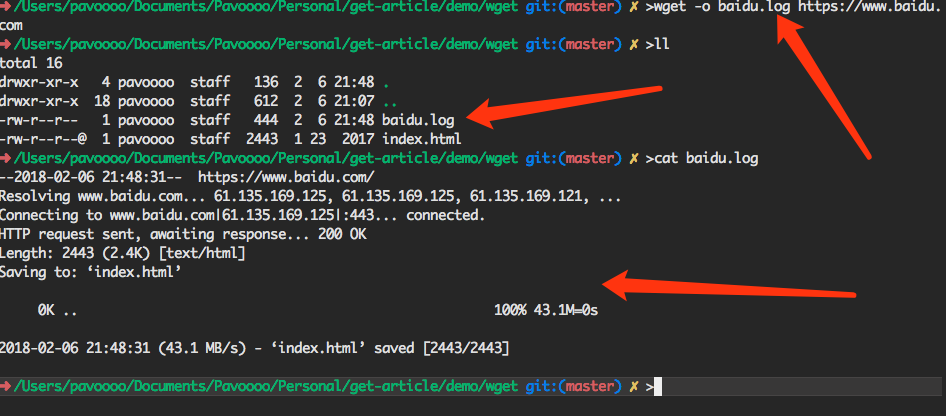 ➜ /Users/pavoooo/Documents/Pavoooo/Personal/get-article/demo/wget git:(master) ✗ >wget -o baidu.log https://www.baidu.
com
➜ /Users/pavoooo/Documents/Pavoooo/Personal/get-article/demo/wget git:(master) ✗ >ll
total 16
drwxr-xr-x   4 pavoooo  staff   136  2  6 21:48 .
drwxr-xr-x  18 pavoooo  staff   612  2  6 21:07 ..
-rw-r--r--   1 pavoooo  staff   444  2  6 21:48 baidu.log
-rw-r--r--@  1 pavoooo  staff  2443  1 23  2017 index.html
➜ /Users/pavoooo/Documents/Pavoooo/Personal/get-article/demo/wget git:(master) ✗ >cat baidu.log
--2018-02-06 21:48:31--  https://www.baidu.com/
Resolving www.baidu.com... 61.135.169.125, 61.135.169.121, 61.135.169.121, ...
Connecting to www.baidu.com|61.135.169.125|:443... connected.
HTTP request sent, awaiting response... 200 OK
Length: 2443 (2.4K) [text/html]
Saving to: ‘index.html’
0K ..                                                    100% 43.1M=0s
2018-02-06 21:48:31 (43.1 MB/s) - ‘index.html’ saved [2443/2443]
➜ /Users/pavoooo/Documents/Pavoooo/Personal/get-article/demo/wget git:(master) ✗ >